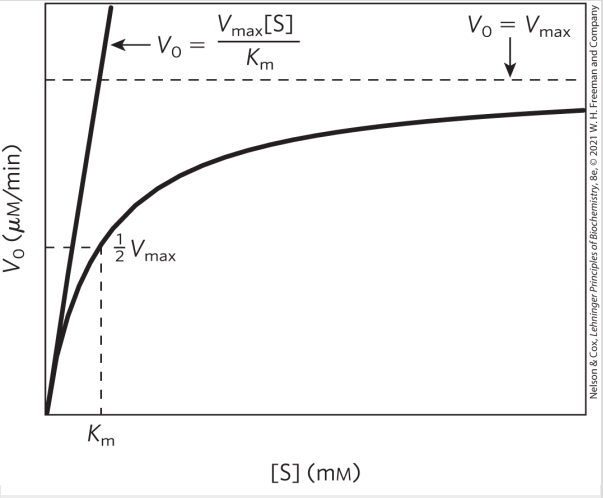 V₀ = Vmax[S] / Km
V₀ = Vmax
½ Vmax
V₀ (μM/min)
Km
[S] (mM)
Nelson & Cox, Lehninger Principles of Biochemistry, 8e, © 2021 W. H. Freeman and Company